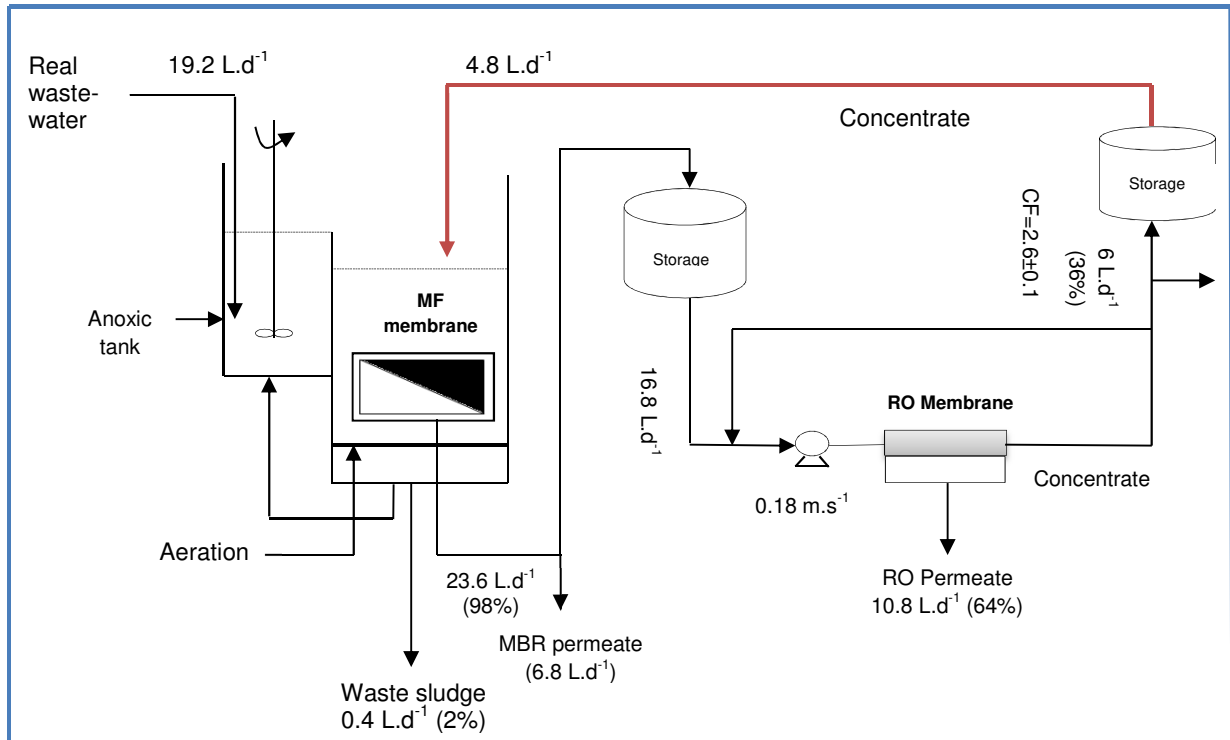 Real
waste-
water
19.2 L.d⁻¹
4.8 L.d⁻¹
Concentrate
Storage
Storage
CF=2.6±0.1
6 L.d⁻¹
(36%)
MF
membrane
Anoxic
tank
16.8 L.d⁻¹
RO Membrane
Concentrate
0.18 m.s⁻¹
Aeration
23.6 L.d⁻¹
(98%)
RO Permeate
10.8 L.d⁻¹ (64%)
MBR permeate
(6.8 L.d⁻¹)
Waste sludge
0.4 L.d⁻¹ (2%)